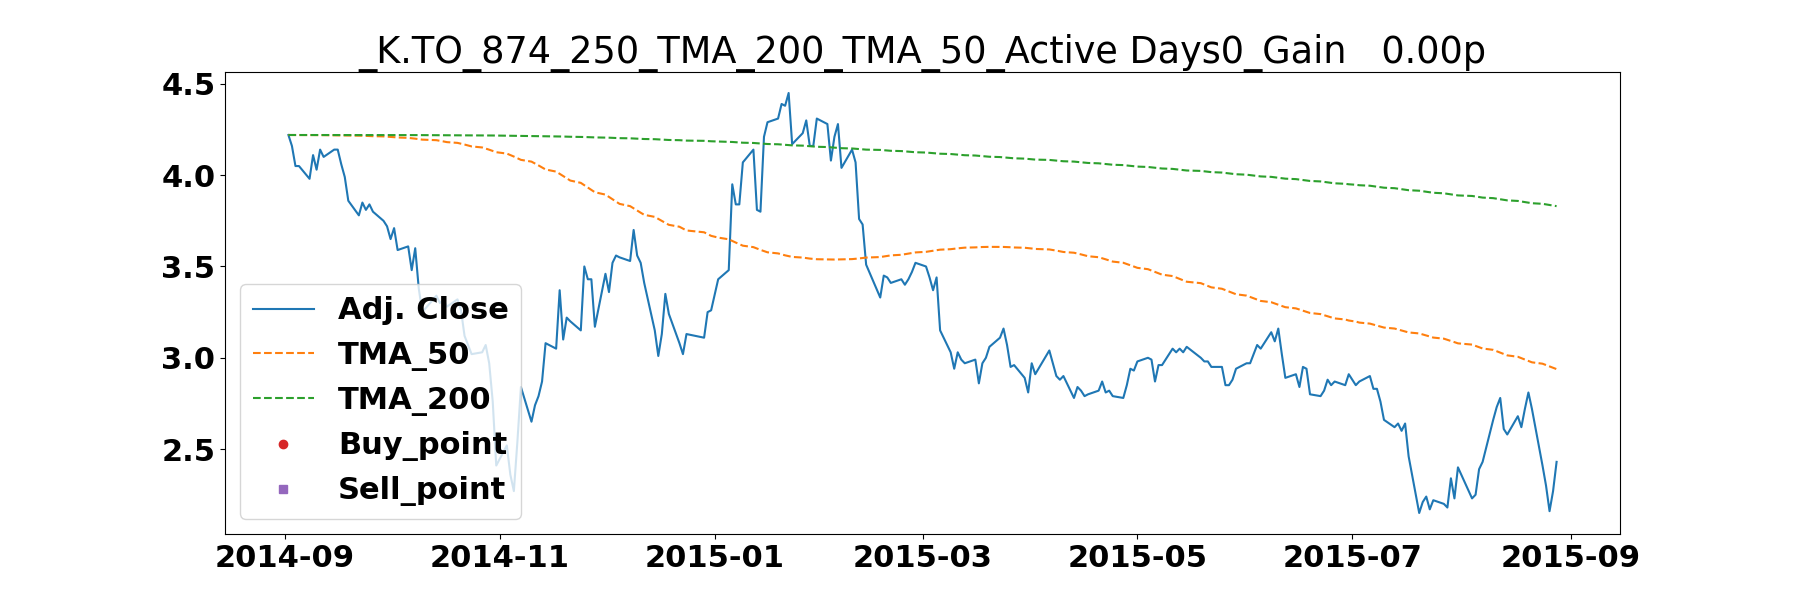 _K.TO_874_250_TMA_200_TMA_50_Active Days0_Gain   0.00p
4.5
4.0
3.5
3.0
2.5
Adj. Close
TMA_50
TMA_200
Buy_point
Sell_point
2014-09 2014-11 2015-01 2015-03 2015-05 2015-07 2015-09